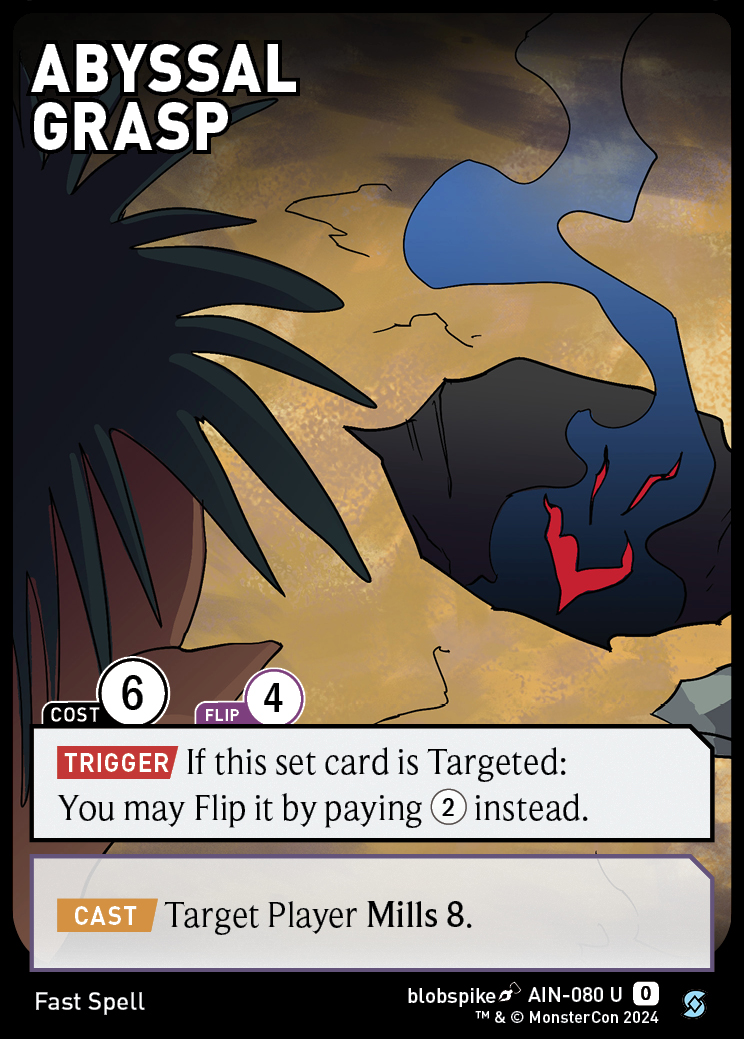 ABYSSAL
GRASP
COST 6 FLIP 4
TRIGGER If this set card is Targeted:
You may Flip it by paying 2 instead.
CAST Target Player Mills 8.
Fast Spell
blobspike AIN-080 U 0
™ & © MonsterCon 2024